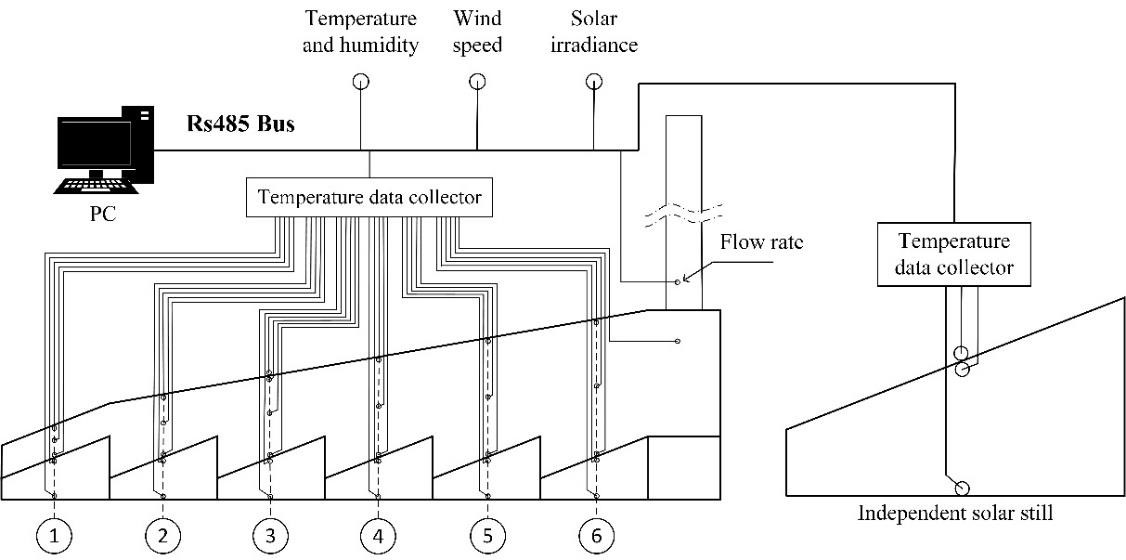 Temperature
and humidity
Wind
speed
Solar
irradiance
Rs485 Bus
PC
Temperature data collector
Flow rate
Temperature
data collector
1
2
3
4
5
6
Independent solar still